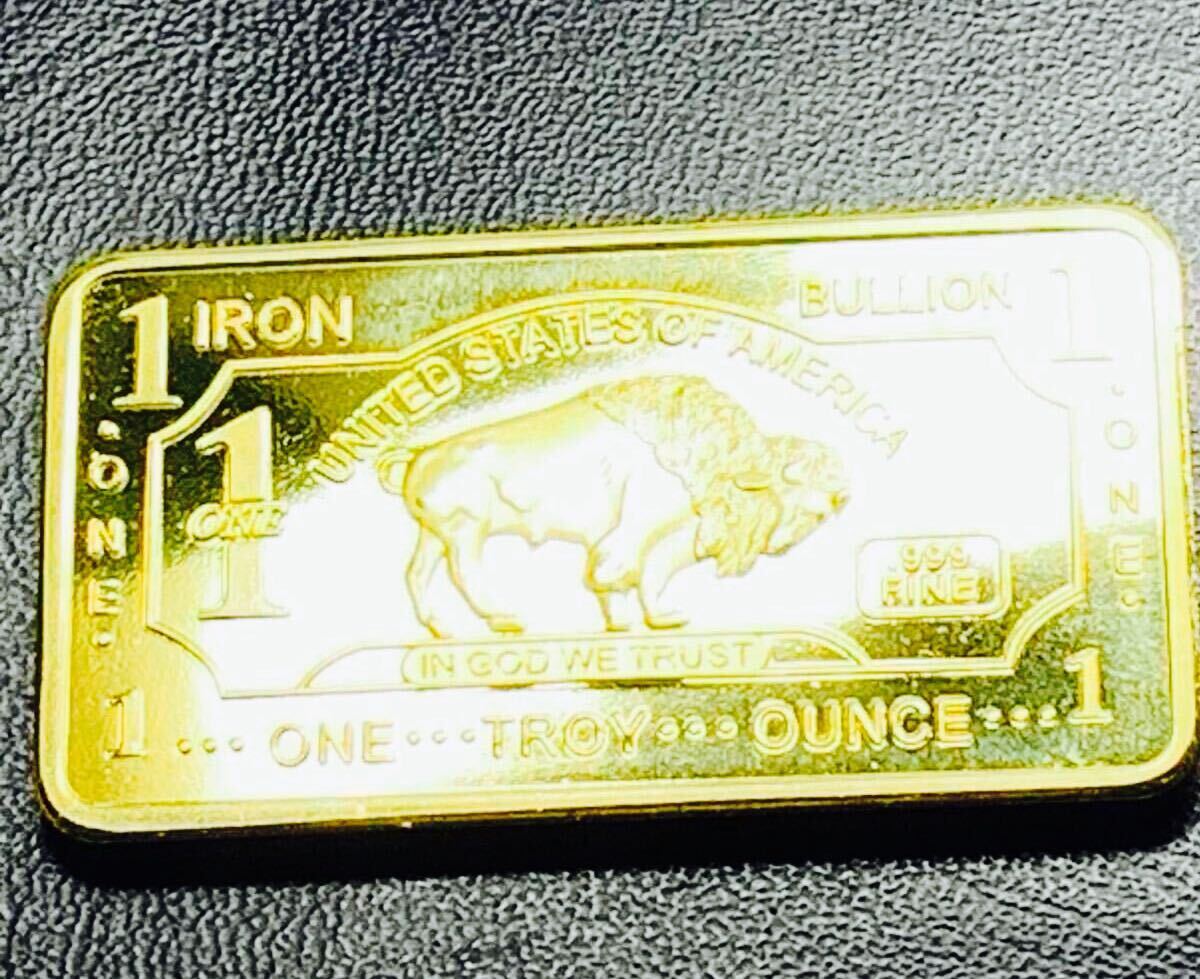 1 IRON BULLION 1
UNITED STATES OF AMERICA
·ONE·
1
ONE
1
·ONE·
.999
FINE
IN GOD WE TRUST
1 ··· ONE ··· TROY ··· OUNCE ··· 1